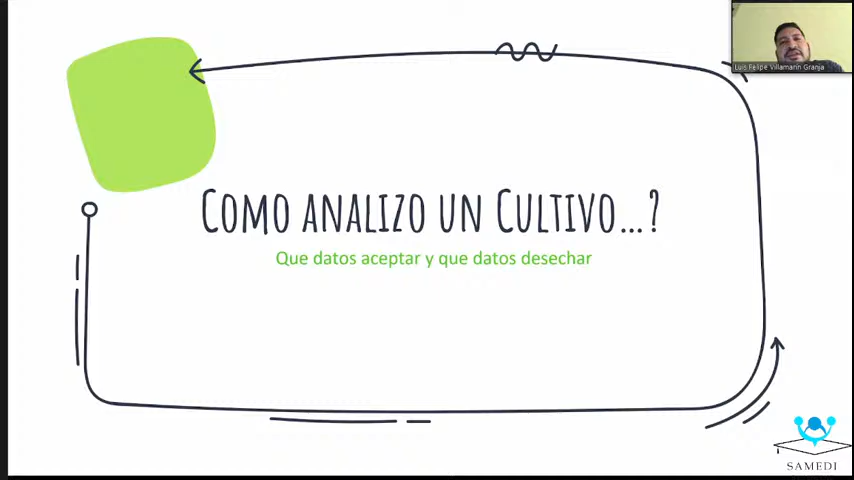 Luis Felipe Villamarin Granja
Como analizo un Cultivo...?
Que datos aceptar y que datos desechar
SAMEDI